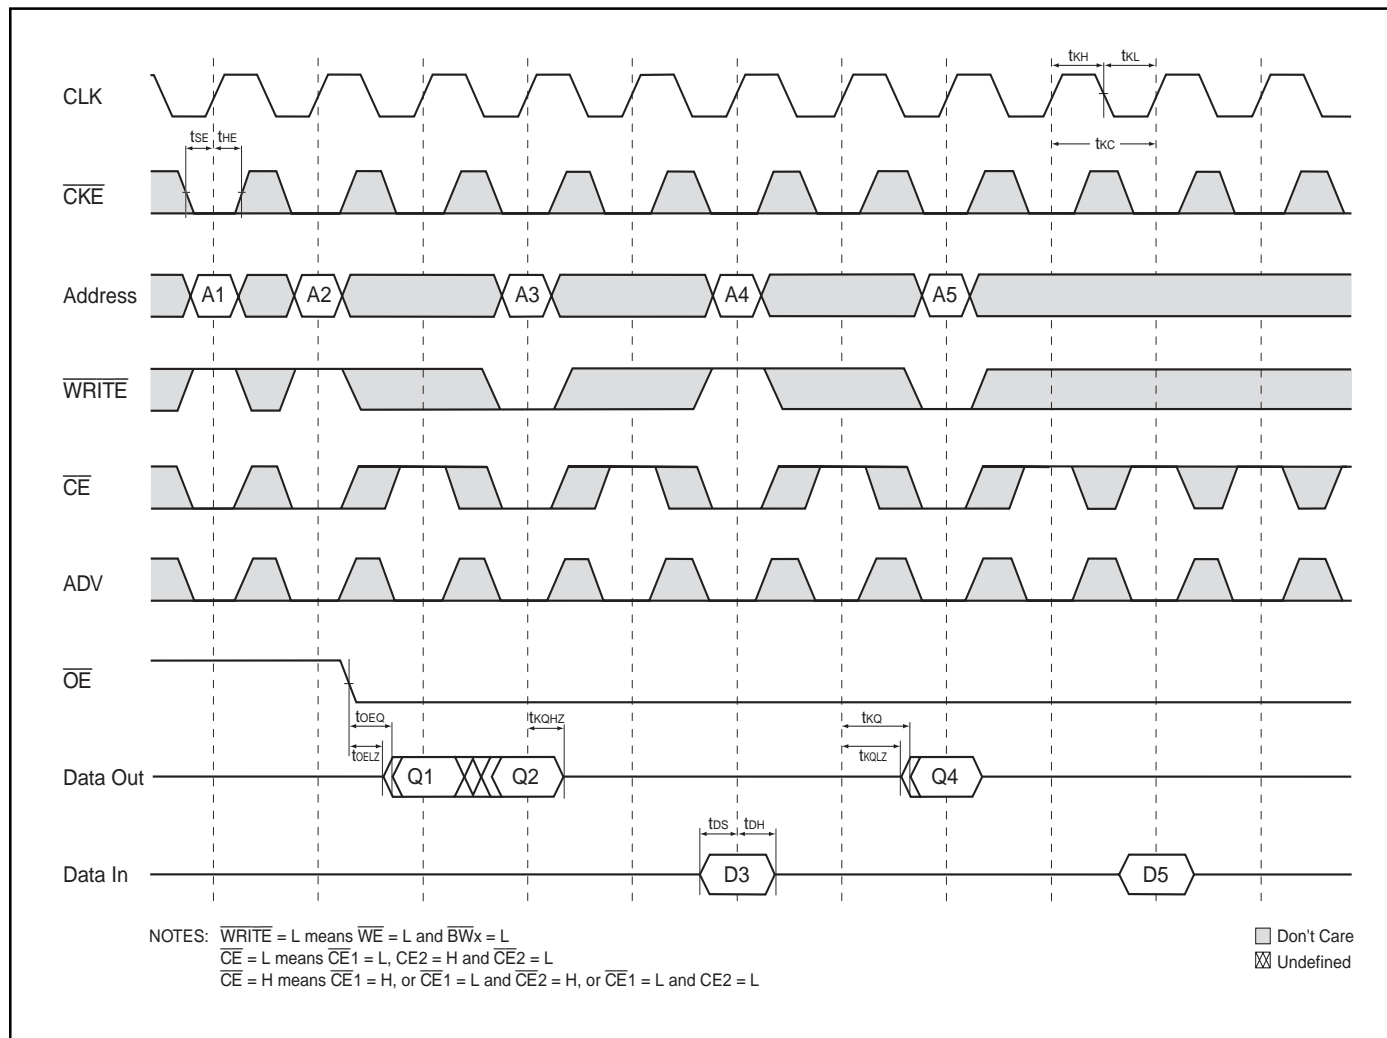 tKH tKL
CLK
tSE tHE
tKC
CKE
Address A1 A2 A3 A4 A5
WRITE
CE
ADV
OE
tOEQ tKQHZ tKQ
tOELZ tKQLZ
Data Out Q1 Q2 Q4
tDS tDH
Data In D3 D5
NOTES: WRITE = L means WE = L and BWx = L
CE = L means CE1 = L, CE2 = H and CE2 = L
CE = H means CE1 = H, or CE1 = L and CE2 = H, or CE1 = L and CE2 = L
Don't Care
Undefined